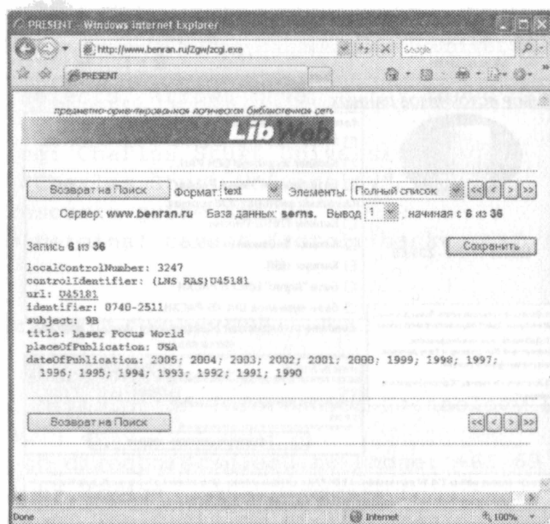 PRESENT - Windows Internet Explorer
http://www.benran.ru/Zgw/zcgi.exe
Google
PRESENT
предметно-ориентированная логическая библиотечная сеть
LibWeb
Возврат на Поиск Формат: text Элементы: Полный список << < > >>
Сервер: www.benran.ru База данных: serns. Вывод 1 , начиная с 6 из 36
Запись 6 из 36 Сохранить
localControlNumber: 3247
controlIdentifier: (LNS RAS)U45181
url: U45181
identifier: 0740-2511
subject: 9B
title: Laser Focus World
placeOfPublication: USA
dateOfPublication: 2005; 2004; 2003; 2002; 2001; 2000; 1999; 1998; 1997;
1996; 1995; 1994; 1993; 1992; 1991; 1990
Возврат на Поиск << < > >>
Done Internet 100%